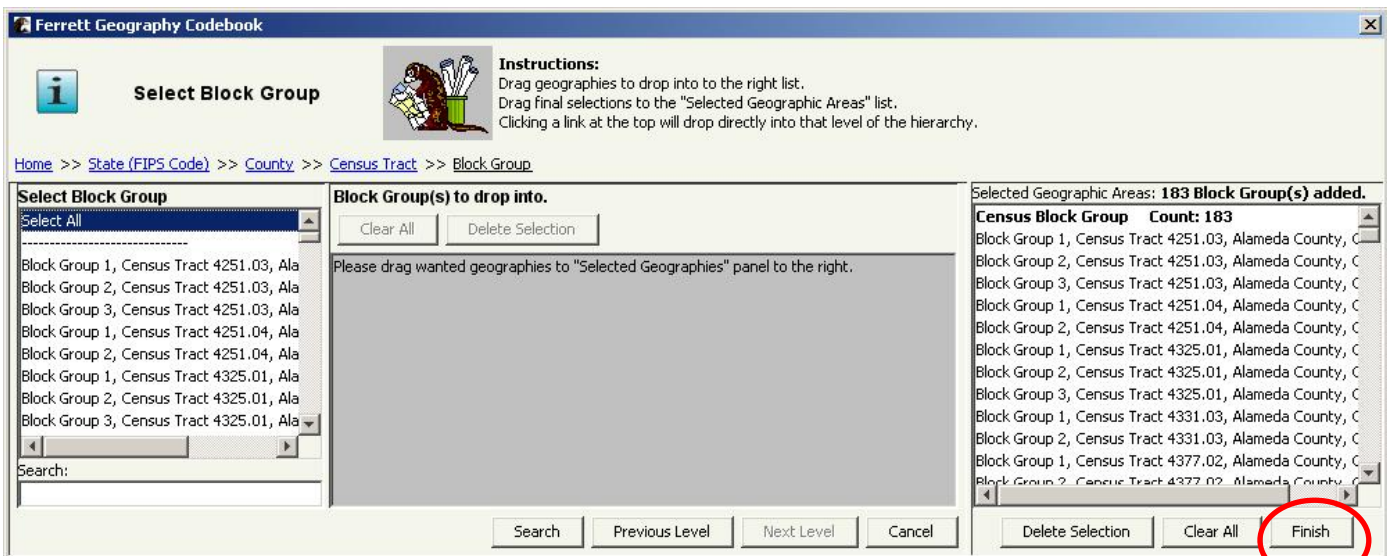 Ferrett Geography Codebook
Select Block Group
Instructions:
Drag geographies to drop into to the right list.
Drag final selections to the "Selected Geographic Areas" list.
Clicking a link at the top will drop directly into that level of the hierarchy.
Home >> State (FIPS Code) >> County >> Census Tract >> Block Group
Select Block Group
Select All
------------------------------
Block Group 1, Census Tract 4251.03, Ala
Block Group 2, Census Tract 4251.03, Ala
Block Group 3, Census Tract 4251.03, Ala
Block Group 1, Census Tract 4251.04, Ala
Block Group 2, Census Tract 4251.04, Ala
Block Group 1, Census Tract 4325.01, Ala
Block Group 2, Census Tract 4325.01, Ala
Block Group 3, Census Tract 4325.01, Ala
Search:
Block Group(s) to drop into.
Clear All Delete Selection
Please drag wanted geographies to "Selected Geographies" panel to the right.
Search Previous Level Next Level Cancel
Selected Geographic Areas: 183 Block Group(s) added.
Census Block Group Count: 183
Block Group 1, Census Tract 4251.03, Alameda County, C
Block Group 2, Census Tract 4251.03, Alameda County, C
Block Group 3, Census Tract 4251.03, Alameda County, C
Block Group 1, Census Tract 4251.04, Alameda County, C
Block Group 2, Census Tract 4251.04, Alameda County, C
Block Group 1, Census Tract 4325.01, Alameda County, C
Block Group 2, Census Tract 4325.01, Alameda County, C
Block Group 3, Census Tract 4325.01, Alameda County, C
Block Group 1, Census Tract 4331.03, Alameda County, C
Block Group 2, Census Tract 4331.03, Alameda County, C
Block Group 1, Census Tract 4377.02, Alameda County, C
Block Group 2, Census Tract 4377.02, Alameda County, C
Delete Selection Clear All Finish